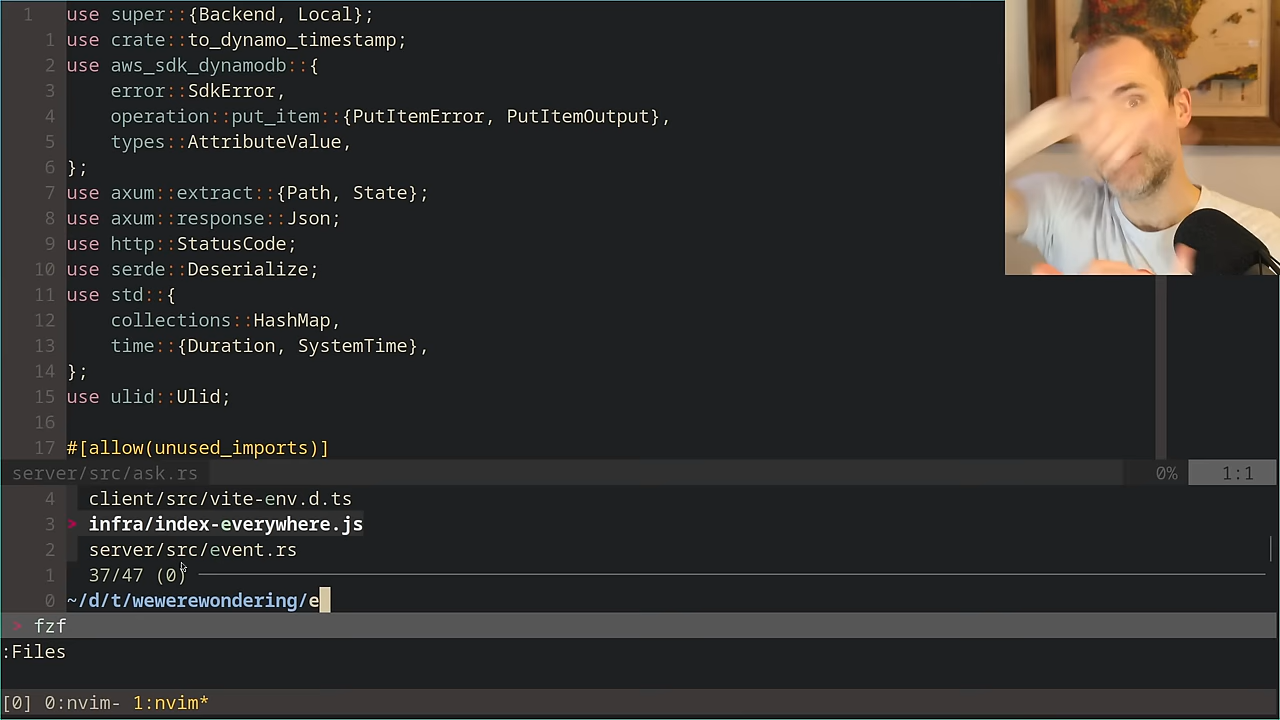 1 use super::{Backend, Local};
1 use crate::to_dynamo_timestamp;
2 use aws_sdk_dynamodb::{
3     error::SdkError,
4     operation::put_item::{PutItemError, PutItemOutput},
5     types::AttributeValue,
6 };
7 use axum::extract::{Path, State};
8 use axum::response::Json;
9 use http::StatusCode;
10 use serde::Deserialize;
11 use std::{
12     collections::HashMap,
13     time::{Duration, SystemTime},
14 };
15 use ulid::Ulid;
16
17 #[allow(unused_imports)]
server/src/ask.rs 0% 1:1
4   client/src/vite-env.d.ts
3 > infra/index-everywhere.js
2   server/src/event.rs
1   37/47 (0)
0 ~/d/t/wewerewondering/e
> fzf
:Files
[0] 0:nvim- 1:nvim*